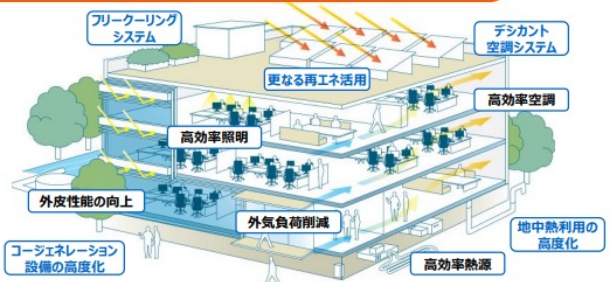 フリークーリング
システム
デシカント
空調システム
更なる再エネ活用
高効率空調
高効率照明
外皮性能の向上
外気負荷削減
地中熱利用の
高度化
コージェネレーション
設備の高度化
高効率熱源